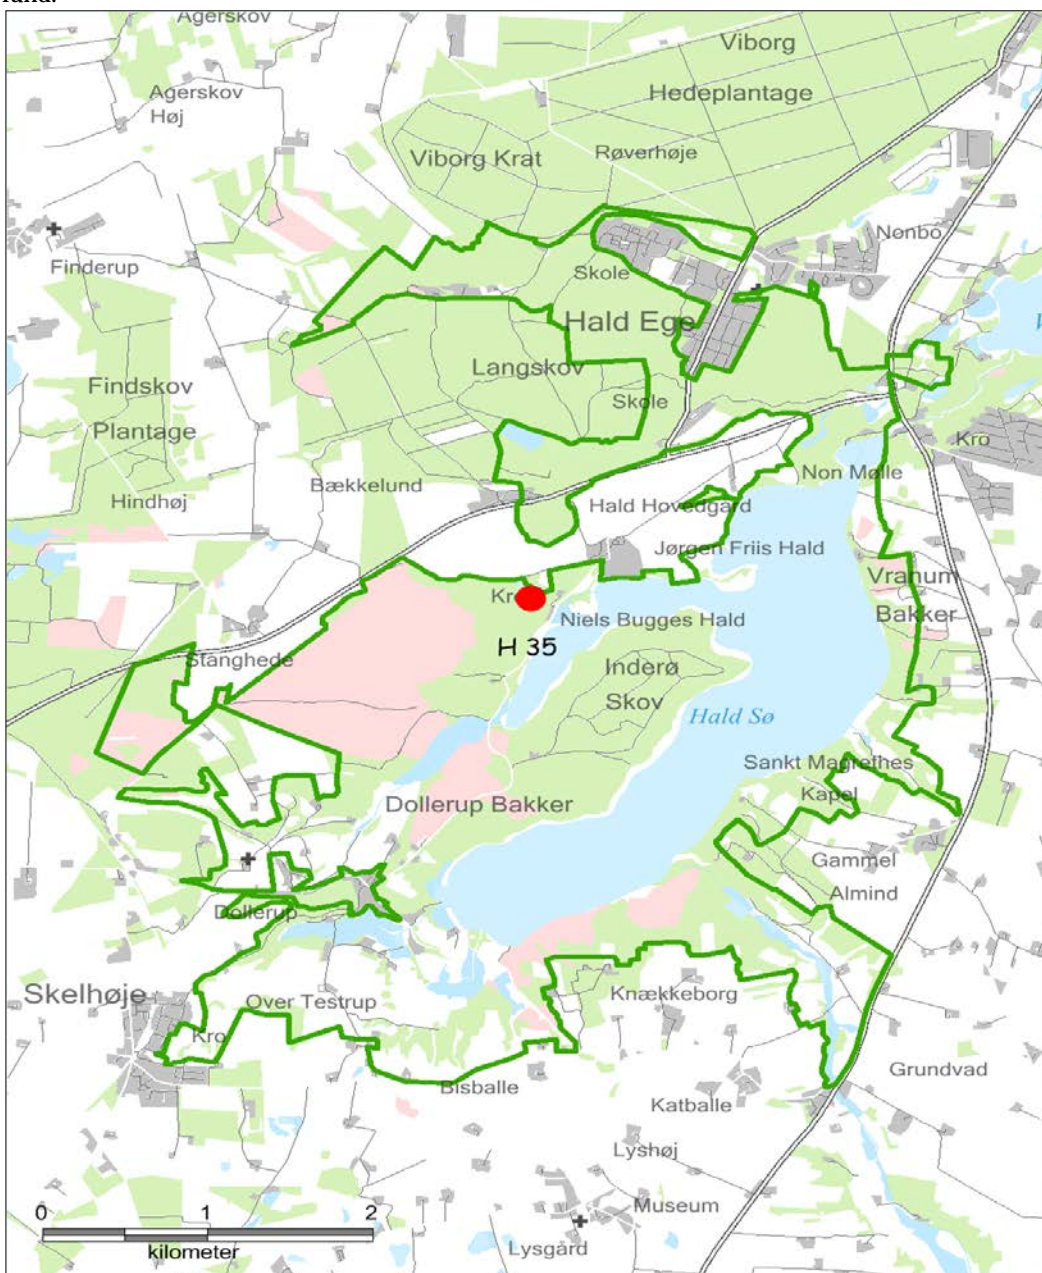 Agerskov
Viborg
Hedeplantage
Agerskov
Høj
Røverhøje
Viborg Krat
Nonbo
Finderup
Skole
Hald Ege
Langskov
Findskov
Skole
Plantage
Kro
Non Mølle
Bækkelund
Hindhøj
Hald Hovedgård
Jørgen Friis Hald
Vranum
Bakker
Niels Bugges Hald
H 35
Stanghede
Inderø
Skov
Hald Sø
Sankt Magrethes
Kapel
Dollerup Bakker
Gammel
Almind
Dollerup
Skelhøje
Over Testrup
Knækkeborg
Kro
Grundvad
Bisballe
Katballe
Lyshøj
Museum
Lysgård
0 1 2
kilometer